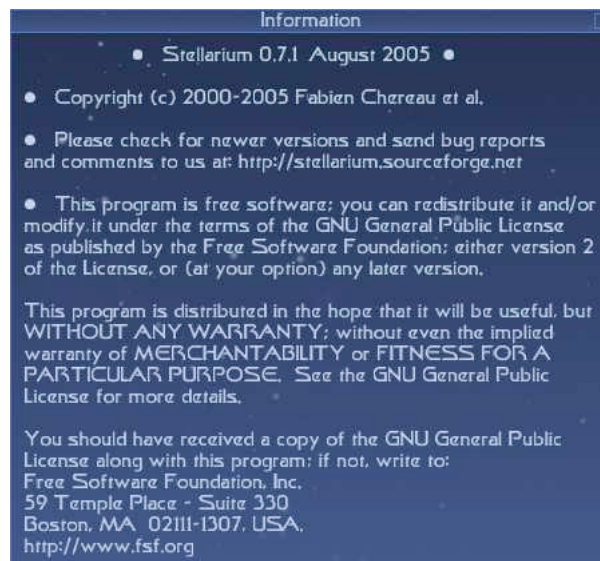 Information
● Stellarium 0.7.1 August 2005 ●
● Copyright (c) 2000-2005 Fabien Chereau et al.
● Please check for newer versions and send bug reports
and comments to us at: http://stellarium.sourceforge.net
● This program is free software; you can redistribute it and/or
modify it under the terms of the GNU General Public License
as published by the Free Software Foundation; either version 2
of the License, or (at your option) any later version.
This program is distributed in the hope that it will be useful, but
WITHOUT ANY WARRANTY; without even the implied
warranty of MERCHANTABILITY or FITNESS FOR A
PARTICULAR PURPOSE. See the GNU General Public
License for more details.
You should have received a copy of the GNU General Public
License along with this program; if not, write to:
Free Software Foundation, Inc.
59 Temple Place - Suite 330
Boston, MA 02111-1307, USA.
http://www.fsf.org